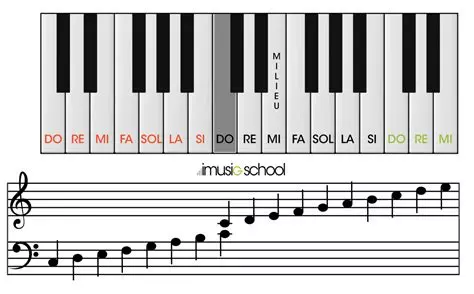 MILIEU
DO RE MI FA SOL LA SI DO RE MI FA SOL LA SI DO RE MI
imusic school